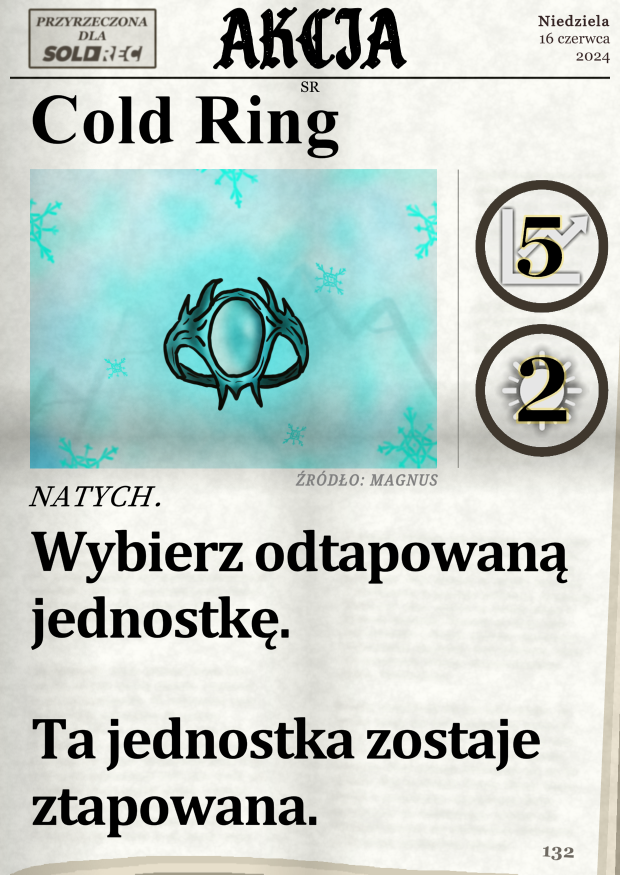 PRZYRZECZONA
DLA
SOLDREC
AKCJA
Niedziela
16 czerwca
2024
SR
Cold Ring
5
2
ŹRÓDŁO: MAGNUS
NATYCH.
Wybierz odtapowaną
jednostkę.
Ta jednostka zostaje
ztapowana.
132